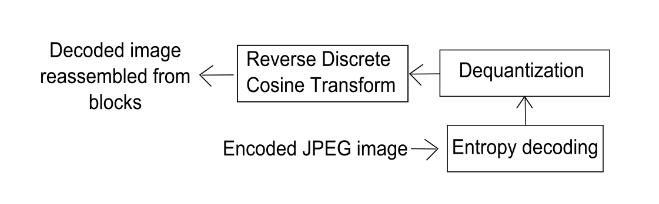 Decoded image
reassembled from
blocks
Reverse Discrete
Cosine Transform
Dequantization
Encoded JPEG image
Entropy decoding